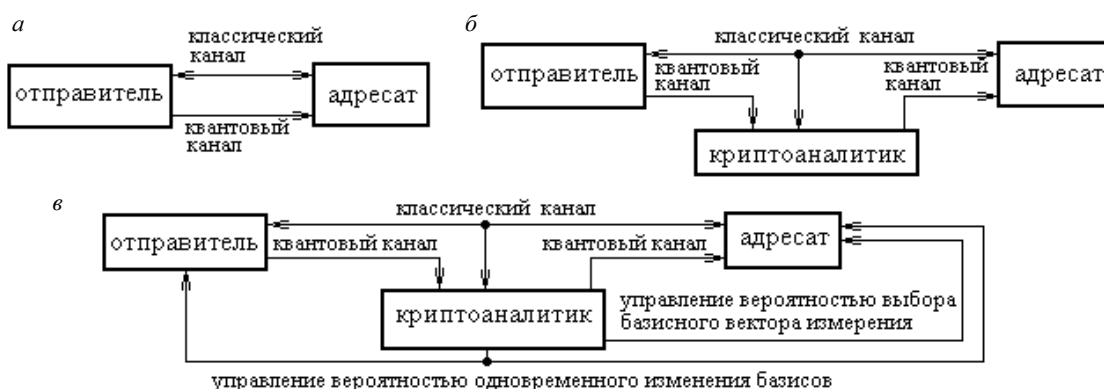 а
классический
канал
отправитель
адресат
квантовый
канал
б
классический канал
отправитель
квантовый
канал
квантовый
канал
адресат
криптоаналитик
в
классический канал
отправитель
квантовый канал
квантовый канал
адресат
криптоаналитик
управление вероятностью выбора
базисного вектора измерения
управление вероятностью одновременного изменения базисов